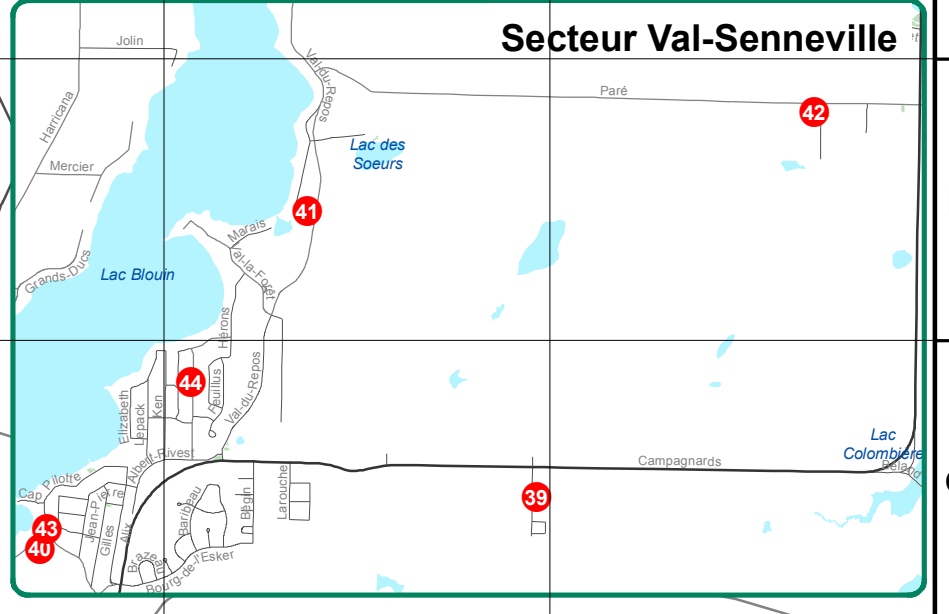 Secteur Val-Senneville
Jolin
Val-du-Repos
Paré
42
Harricana
Lac des
Soeurs
Mercier
41
Marais
Grands-Ducs
Lac Blouin
Val-la-Forêt
Hérons
44
Feuillus
Val-du-Repos
Elizabeth
Lepack
Ken
Albert-Rivest
Lac
Colombière
Campagnards
Béland
Pilotte
Cap
Jean-Pierre
Larouche
Bégin
Baribeau
39
43
40
Gilles
Alix
Bourg-de-l'Esker